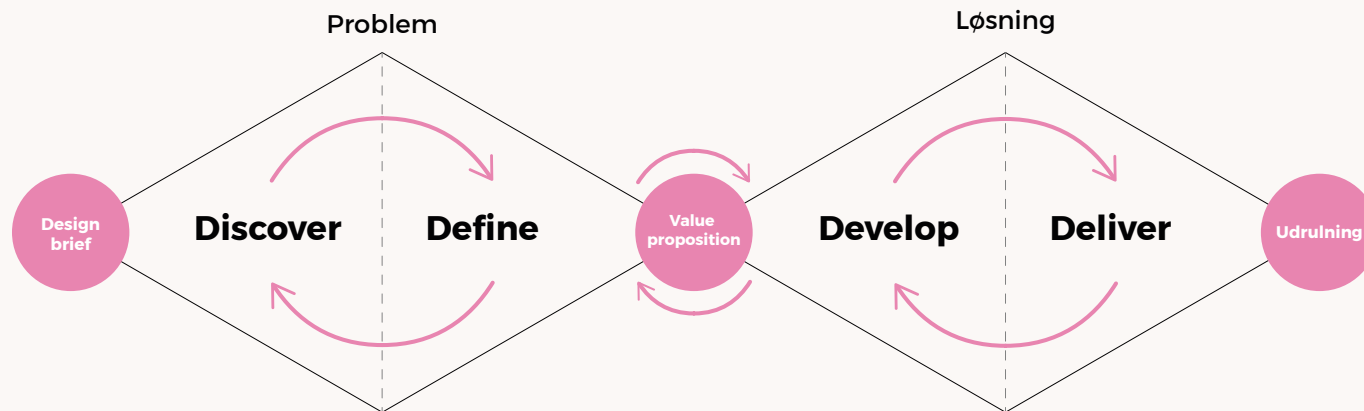 Problem
Løsning
Design
brief
Discover
Define
Value
proposition
Develop
Deliver
Udrulning